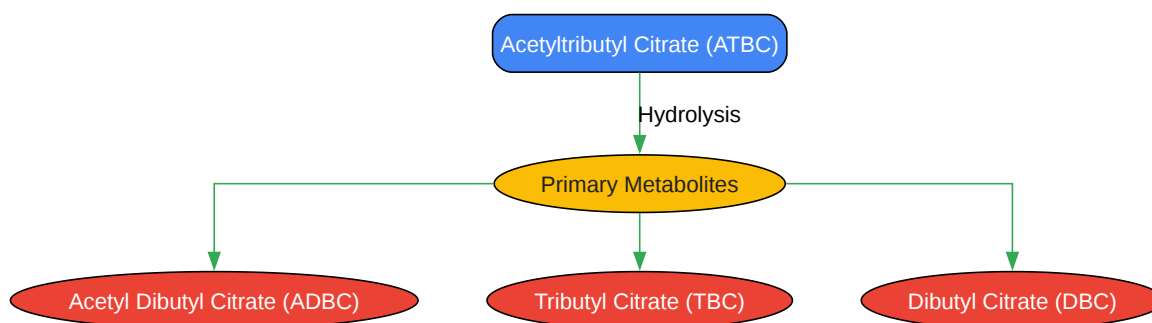 Acetyltributyl Citrate (ATBC)
Hydrolysis
Primary Metabolites
Acetyl Dibutyl Citrate (ADBC)
Tributyl Citrate (TBC)
Dibutyl Citrate (DBC)